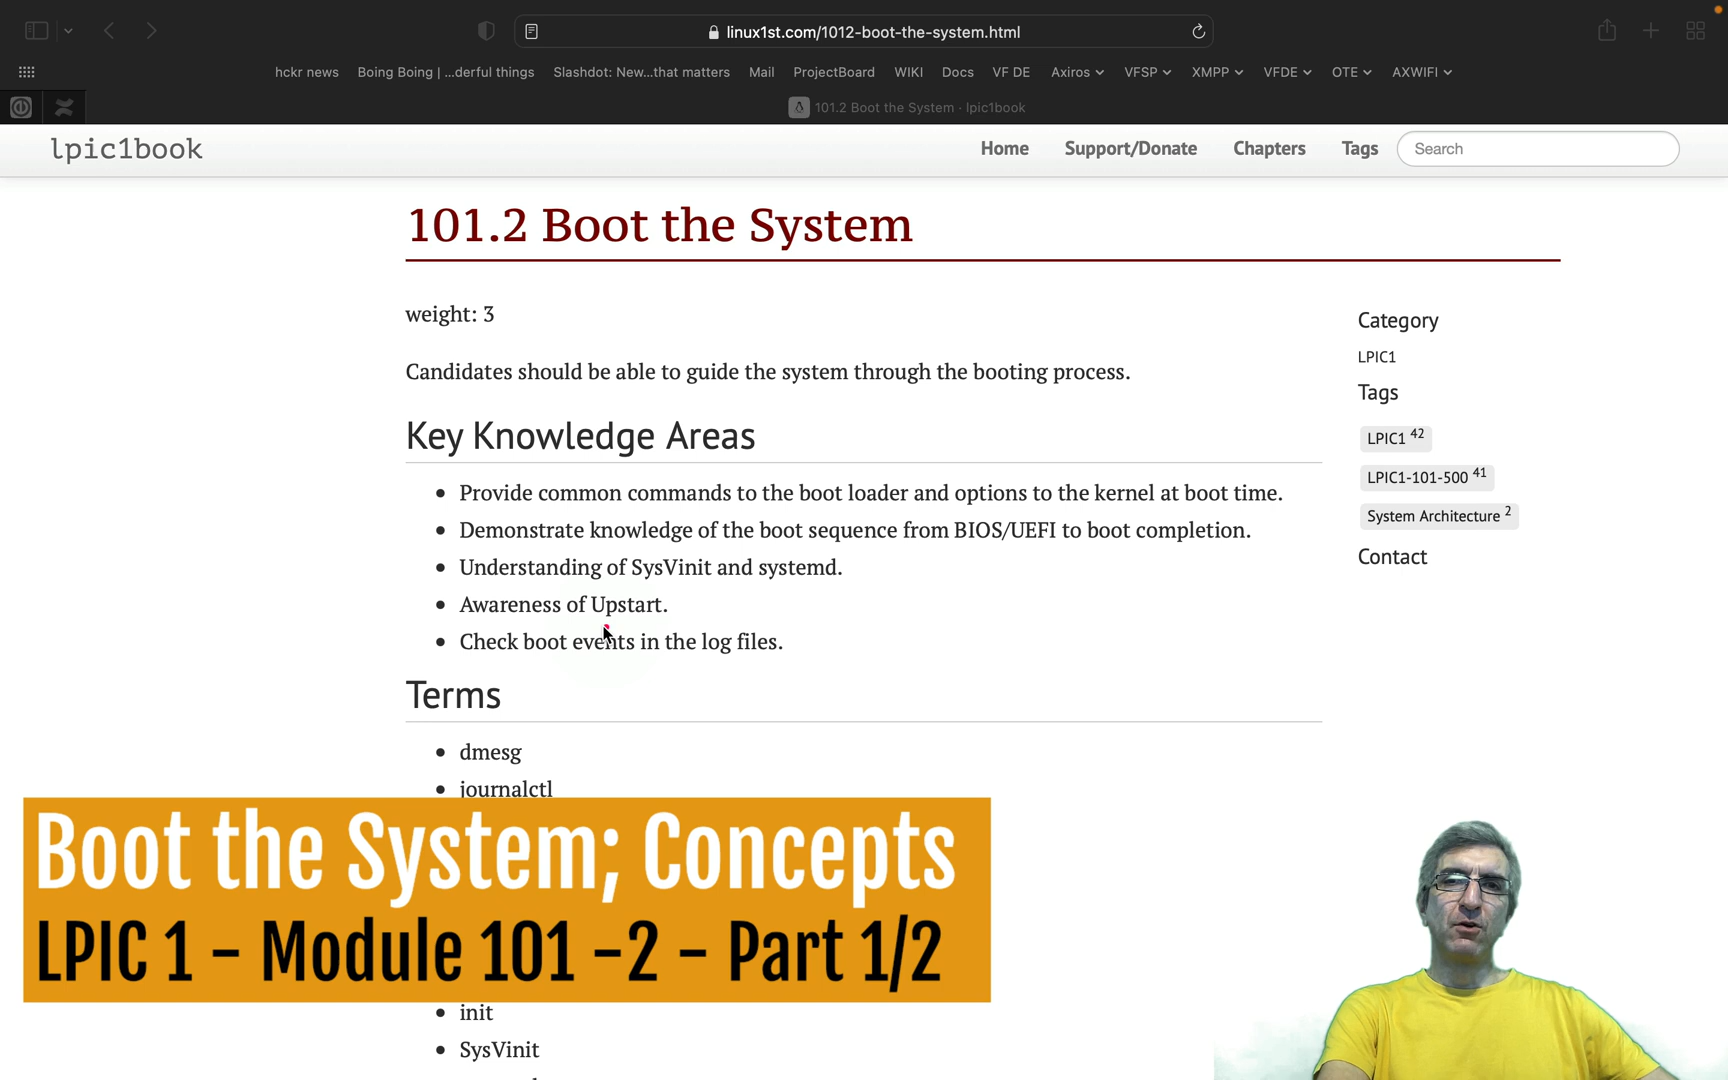 linux1st.com/1012-boot-the-system.html
hckr news Boing Boing | ...derful things Slashdot: New...that matters Mail ProjectBoard WIKI Docs VF DE Axiros VFSP XMPP VFDE OTE AXWIFI
101.2 Boot the System · lpic1book
lpic1book Home Support/Donate Chapters Tags Search
101.2 Boot the System
weight: 3
Candidates should be able to guide the system through the booting process.
Key Knowledge Areas
• Provide common commands to the boot loader and options to the kernel at boot time.
• Demonstrate knowledge of the boot sequence from BIOS/UEFI to boot completion.
• Understanding of SysVinit and systemd.
• Awareness of Upstart.
• Check boot events in the log files.
Terms
• dmesg
• journalctl
• init
• SysVinit
Category
LPIC1
Tags
LPIC1 42
LPIC1-101-500 41
System Architecture 2
Contact
Boot the System; Concepts
LPIC 1 - Module 101 -2 - Part 1/2